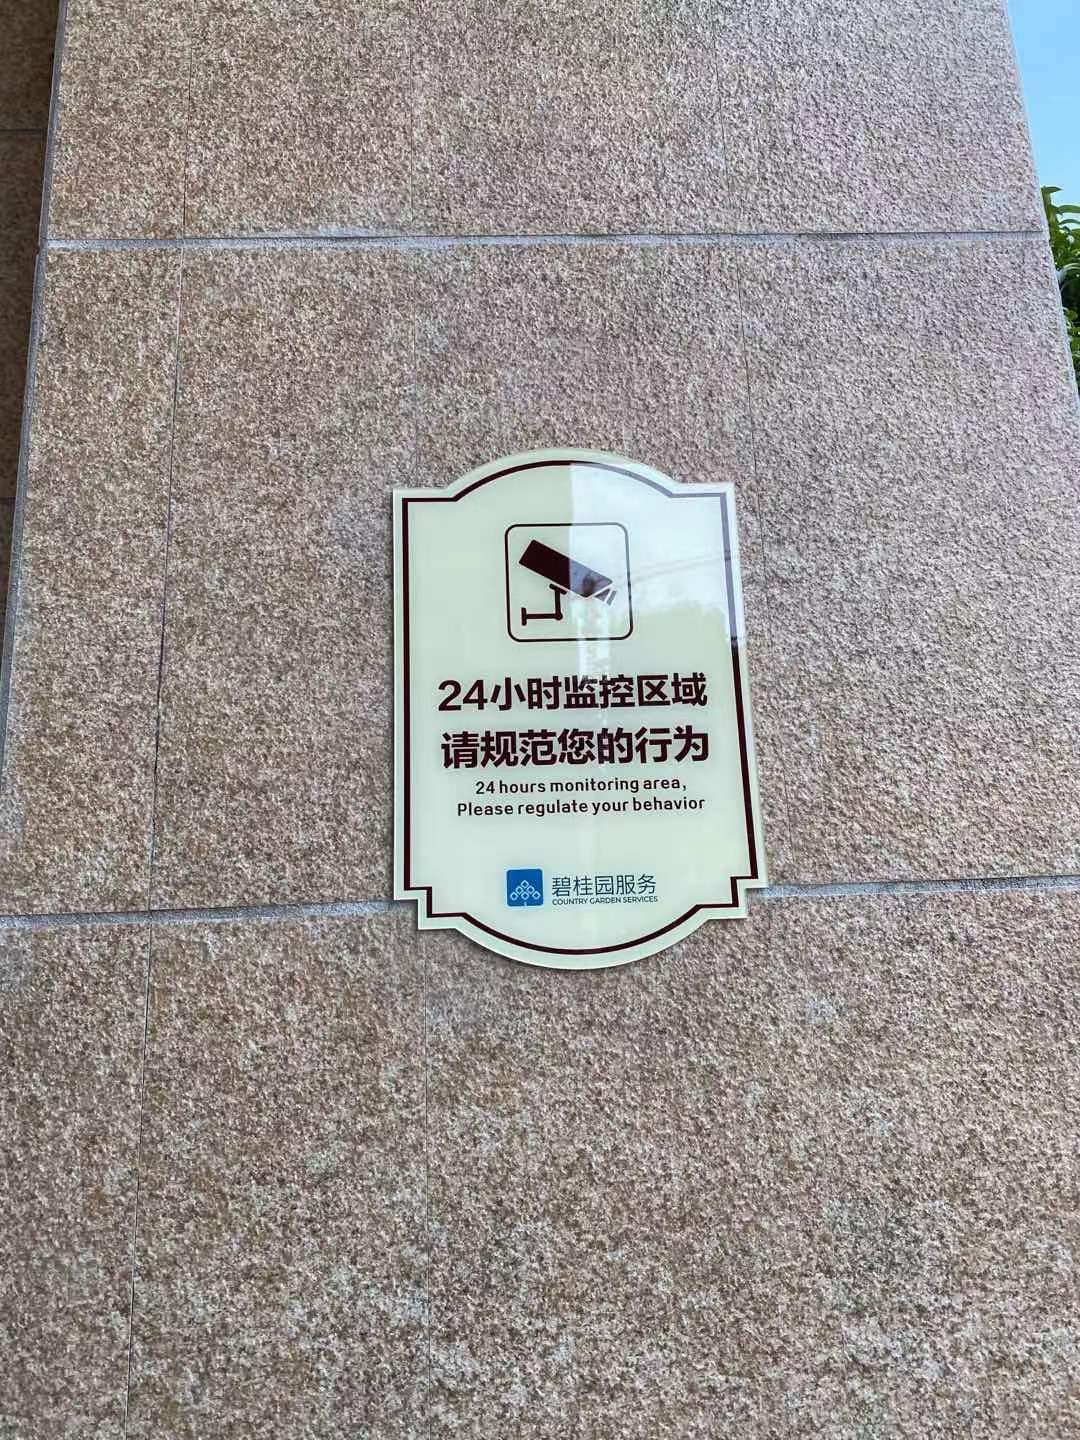 24小时监控区域
请规范您的行为
24 hours monitoring area,
Please regulate your behavior
碧桂园服务
COUNTRY GARDEN SERVICES